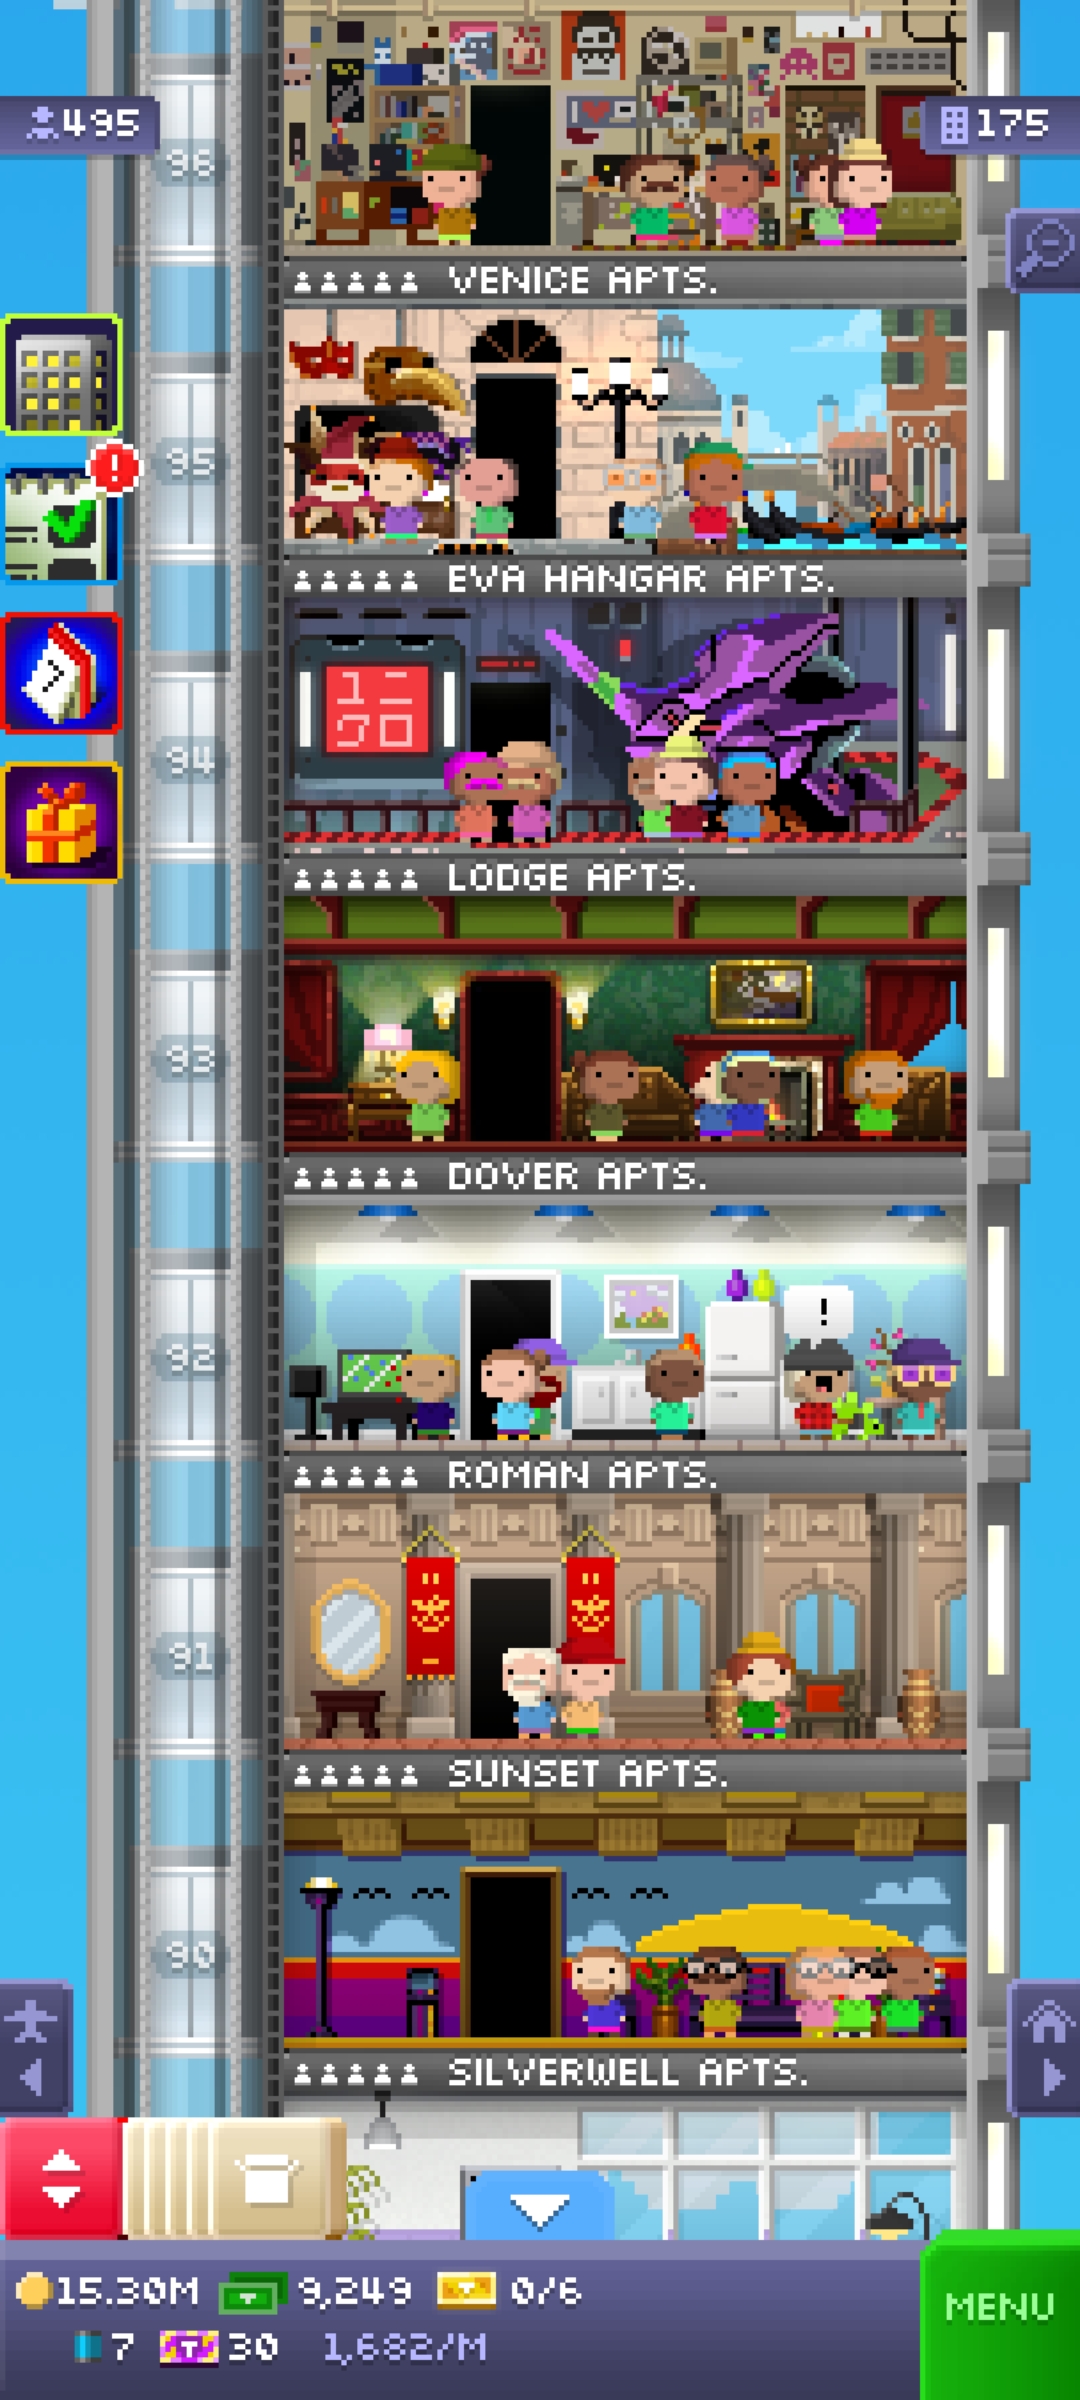 495
175
96
VENICE APTS.
95
EVA HANGAR APTS.
94
LODGE APTS.
93
DOVER APTS.
92
!
ROMAN APTS.
91
SUNSET APTS.
90
SILVERWELL APTS.
15.30M 9,249 0/6
7 T 30 1,682/M
MENU